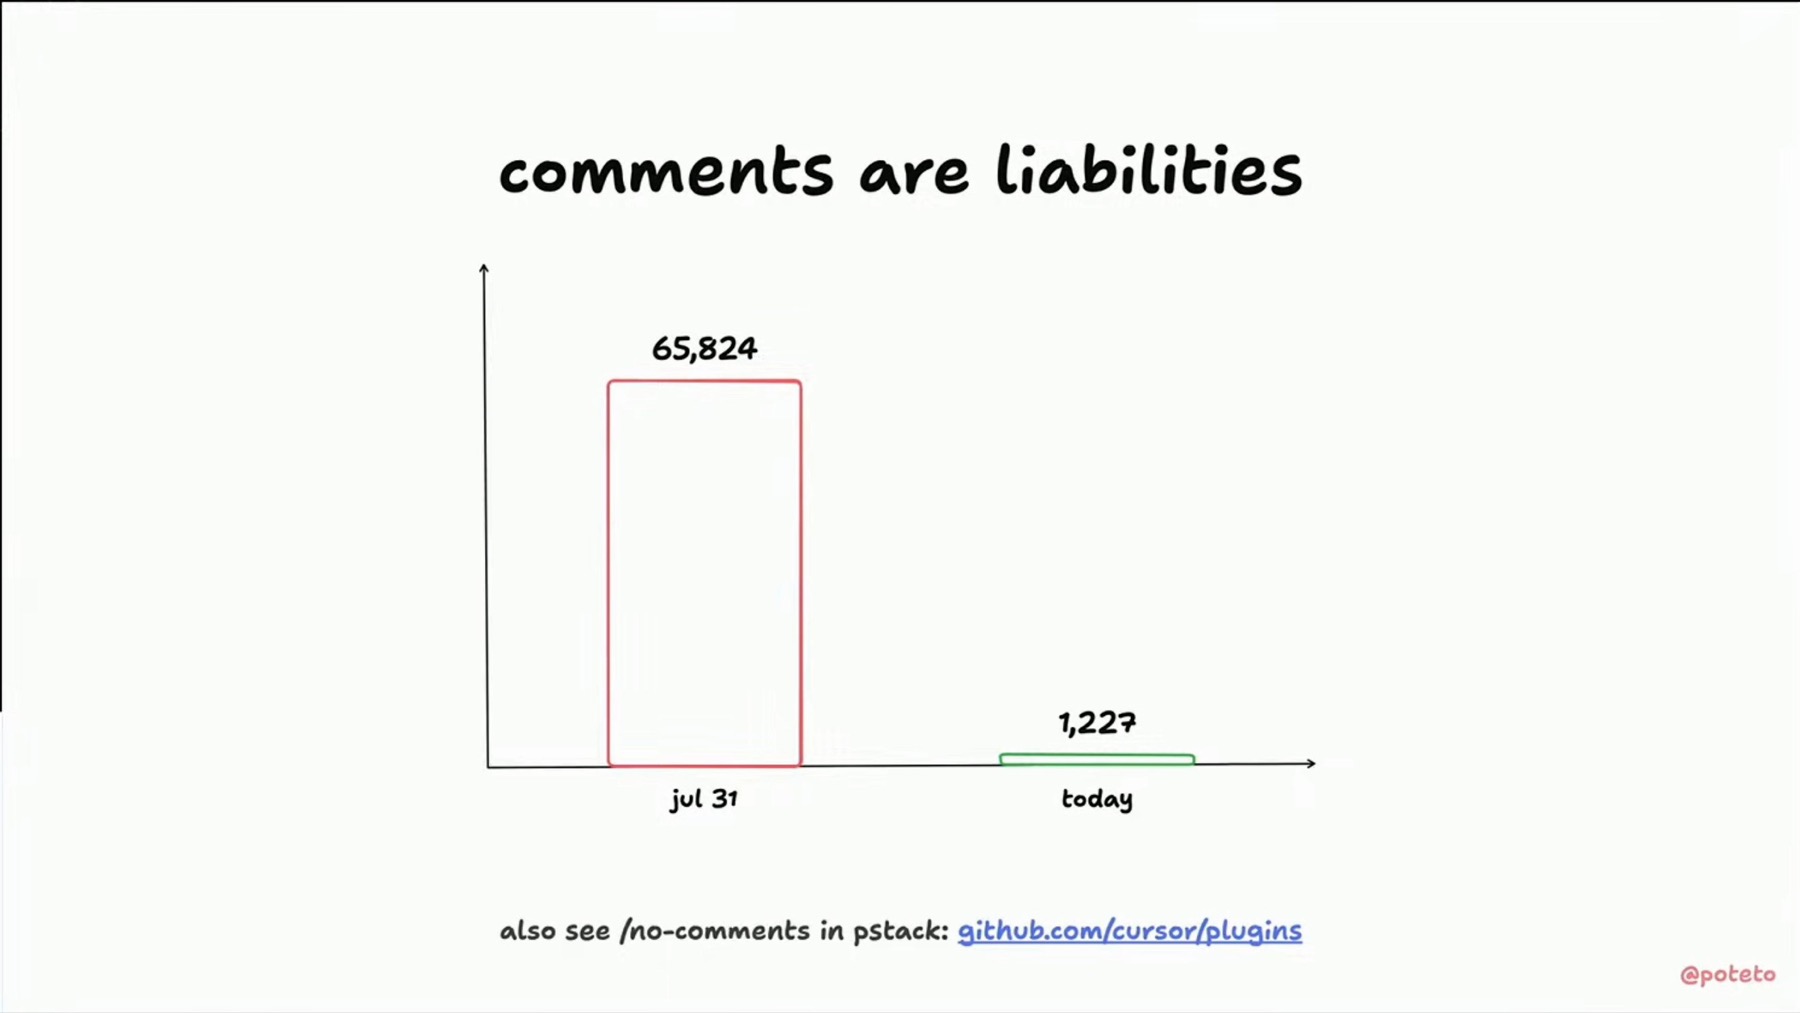 comments are liabilities
65,824
1,227
jul 31
today
also see /no-comments in pstack: github.com/cursor/plugins
@poteto